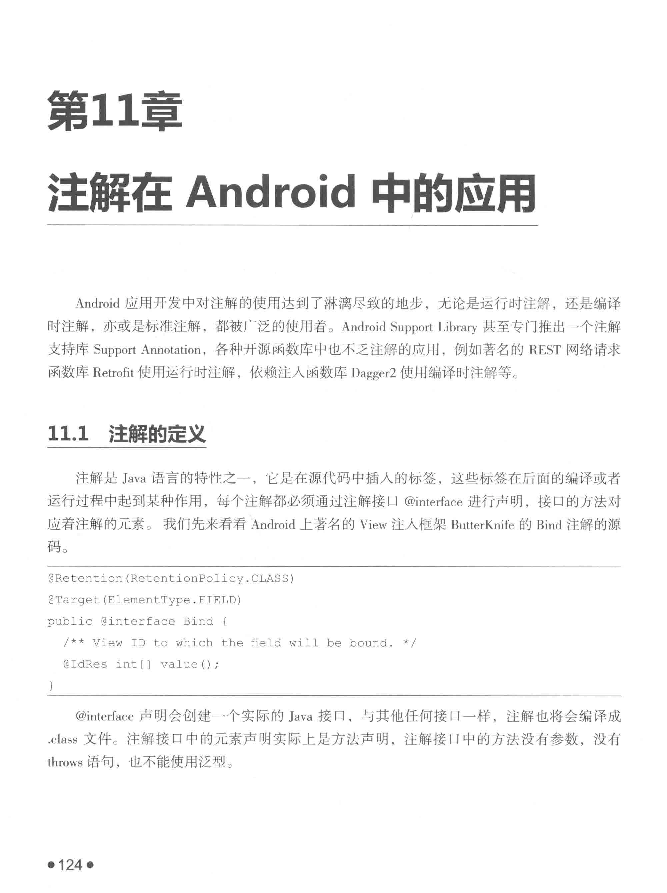 第11章
注解在 Android 中的应用
Android 应用开发中对注解的使用达到了淋漓尽致的地步，无论是运行时注解，还是编译
时注解，亦或是标准注解，都被广泛的使用着。Android Support Library 甚至专门推出一个注解
支持库 Support Annotation，各种开源函数库中也不乏注解的应用，例如著名的 REST 网络请求
函数库 Retrofit 使用运行时注解，依赖注入函数库 Dagger2 使用编译时注解等。
11.1 注解的定义
注解是 Java 语言的特性之一，它是在源代码中插入的标签，这些标签在后面的编译或者
运行过程中起到某种作用，每个注解都必须通过注解接口 @interface 进行声明，接口的方法对
应着注解的元素。 我们先来看看 Android 上著名的 View 注入框架 ButterKnife 的 Bind 注解的源
码。
@Retention(RetentionPolicy.CLASS)
@Target(ElementType.FIELD)
public @interface Bind {
/** View ID to which the field will be bound. */
@IdRes int[] value();
}
@interface 声明会创建一个实际的 Java 接口，与其他任何接口一样，注解也将会编译成
.class 文件。注解接口中的元素声明实际上是方法声明，注解接口中的方法没有参数，没有
throws 语句，也不能使用泛型。
●124●